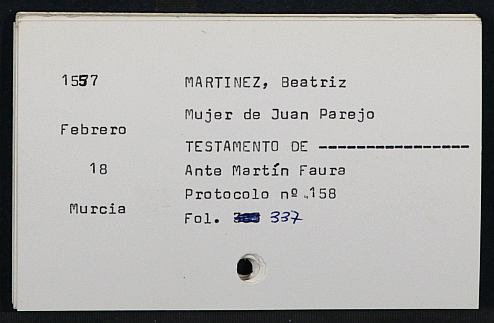 1557 MARTINEZ, Beatriz
Mujer de Juan Parejo
Febrero
TESTAMENTO DE ----------------
18 Ante Martín Faura
Protocolo nº 158
Murcia
Fol. 337